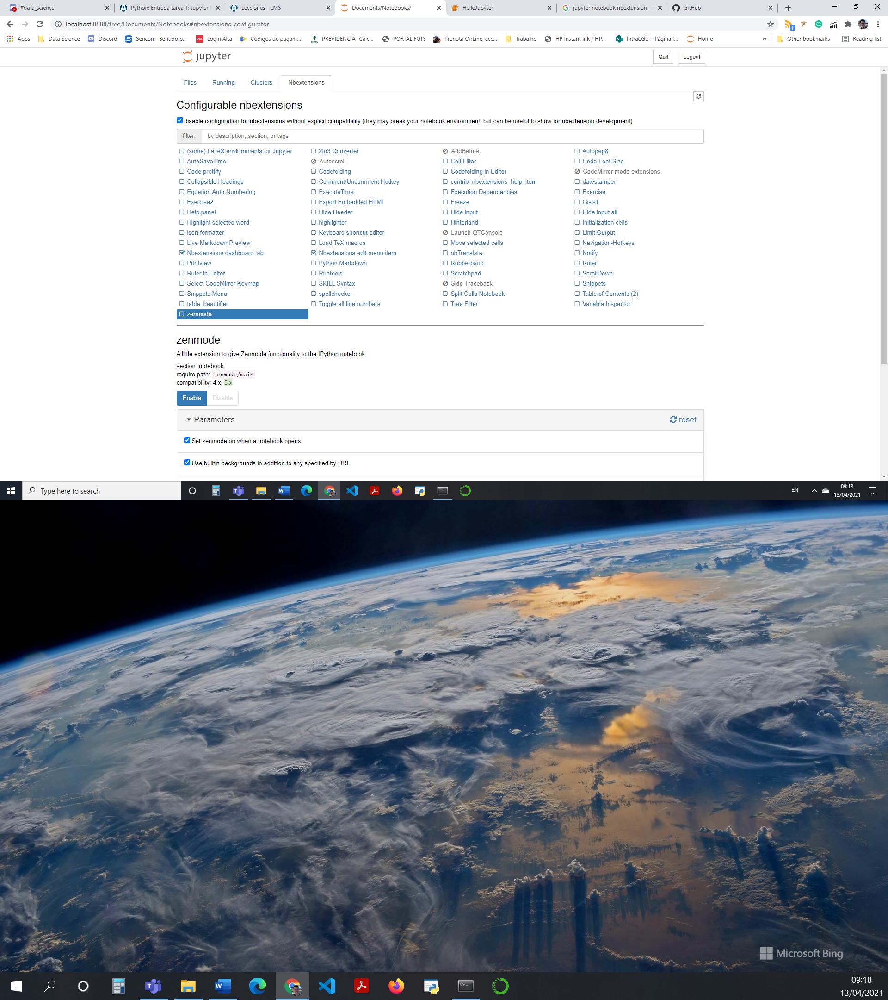 #data_science
Python: Entrega tarea 1: Jupyter
Lecciones - LMS
Documents/Notebooks/
HelloJupyter
jupyter notebook nbextension -
GitHub
localhost:8888/tree/Documents/Notebooks#nbextensions_configurator
1
Apps
Data Science
Discord
Sencon - Sentido p...
Login Alta
Códigos de pagam...
PREVIDENCIA- Cálc...
PORTAL FGTS
Prenota OnLine, acc...
Trabalho
HP Instant Ink / HP...
IntraCGU – Página I...
Home
»
Other bookmarks
Reading list
jupyter
Quit
Logout
Files
Running
Clusters
Nbextensions
Configurable nbextensions
disable configuration for nbextensions without explicit compatibility (they may break your notebook environment, but can be useful to show for nbextension development)
filter:
by description, section, or tags
(some) LaTeX environments for Jupyter
2to3 Converter
AddBefore
Autopep8
AutoSaveTime
Autoscroll
Cell Filter
Code Font Size
Code prettify
Codefolding
Codefolding in Editor
CodeMirror mode extensions
Collapsible Headings
Comment/Uncomment Hotkey
contrib_nbextensions_help_item
datestamper
Equation Auto Numbering
ExecuteTime
Execution Dependencies
Exercise
Exercise2
Export Embedded HTML
Freeze
Gist-it
Help panel
Hide Header
Hide input
Hide input all
Highlight selected word
highlighter
Hinterland
Initialization cells
isort formatter
Keyboard shortcut editor
Launch QTConsole
Limit Output
Live Markdown Preview
Load TeX macros
Move selected cells
Navigation-Hotkeys
Nbextensions dashboard tab
Nbextensions edit menu item
nbTranslate
Notify
Printview
Python Markdown
Rubberband
Ruler
Ruler in Editor
Runtools
Scratchpad
ScrollDown
Select CodeMirror Keymap
SKILL Syntax
Skip-Traceback
Snippets
Snippets Menu
spellchecker
Split Cells Notebook
Table of Contents (2)
table_beautifier
Toggle all line numbers
Tree Filter
Variable Inspector
zenmode
zenmode
A little extension to give Zenmode functionality to the IPython notebook
section: notebook
require path: zenmode/main
compatibility: 4.x, 5.x
Enable
Disable
Parameters
reset
Set zenmode on when a notebook opens
Use builtin backgrounds in addition to any specified by URL
Type here to search
EN
09:18
13/04/2021
Microsoft Bing
09:18
13/04/2021